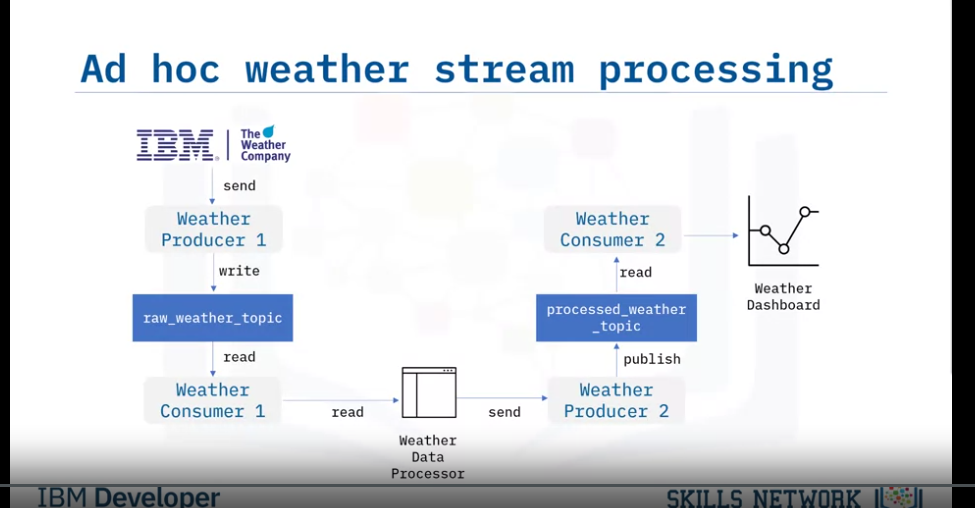 Ad hoc weather stream processing
IBM
The
Weather
Company
send
Weather
Producer 1
write
raw_weather_topic
read
Weather
Consumer 1
read
Weather
Data
Processor
send
Weather
Producer 2
publish
processed_weather
_topic
read
Weather
Consumer 2
Weather
Dashboard
IBM Developer
SKILLS NETWORK